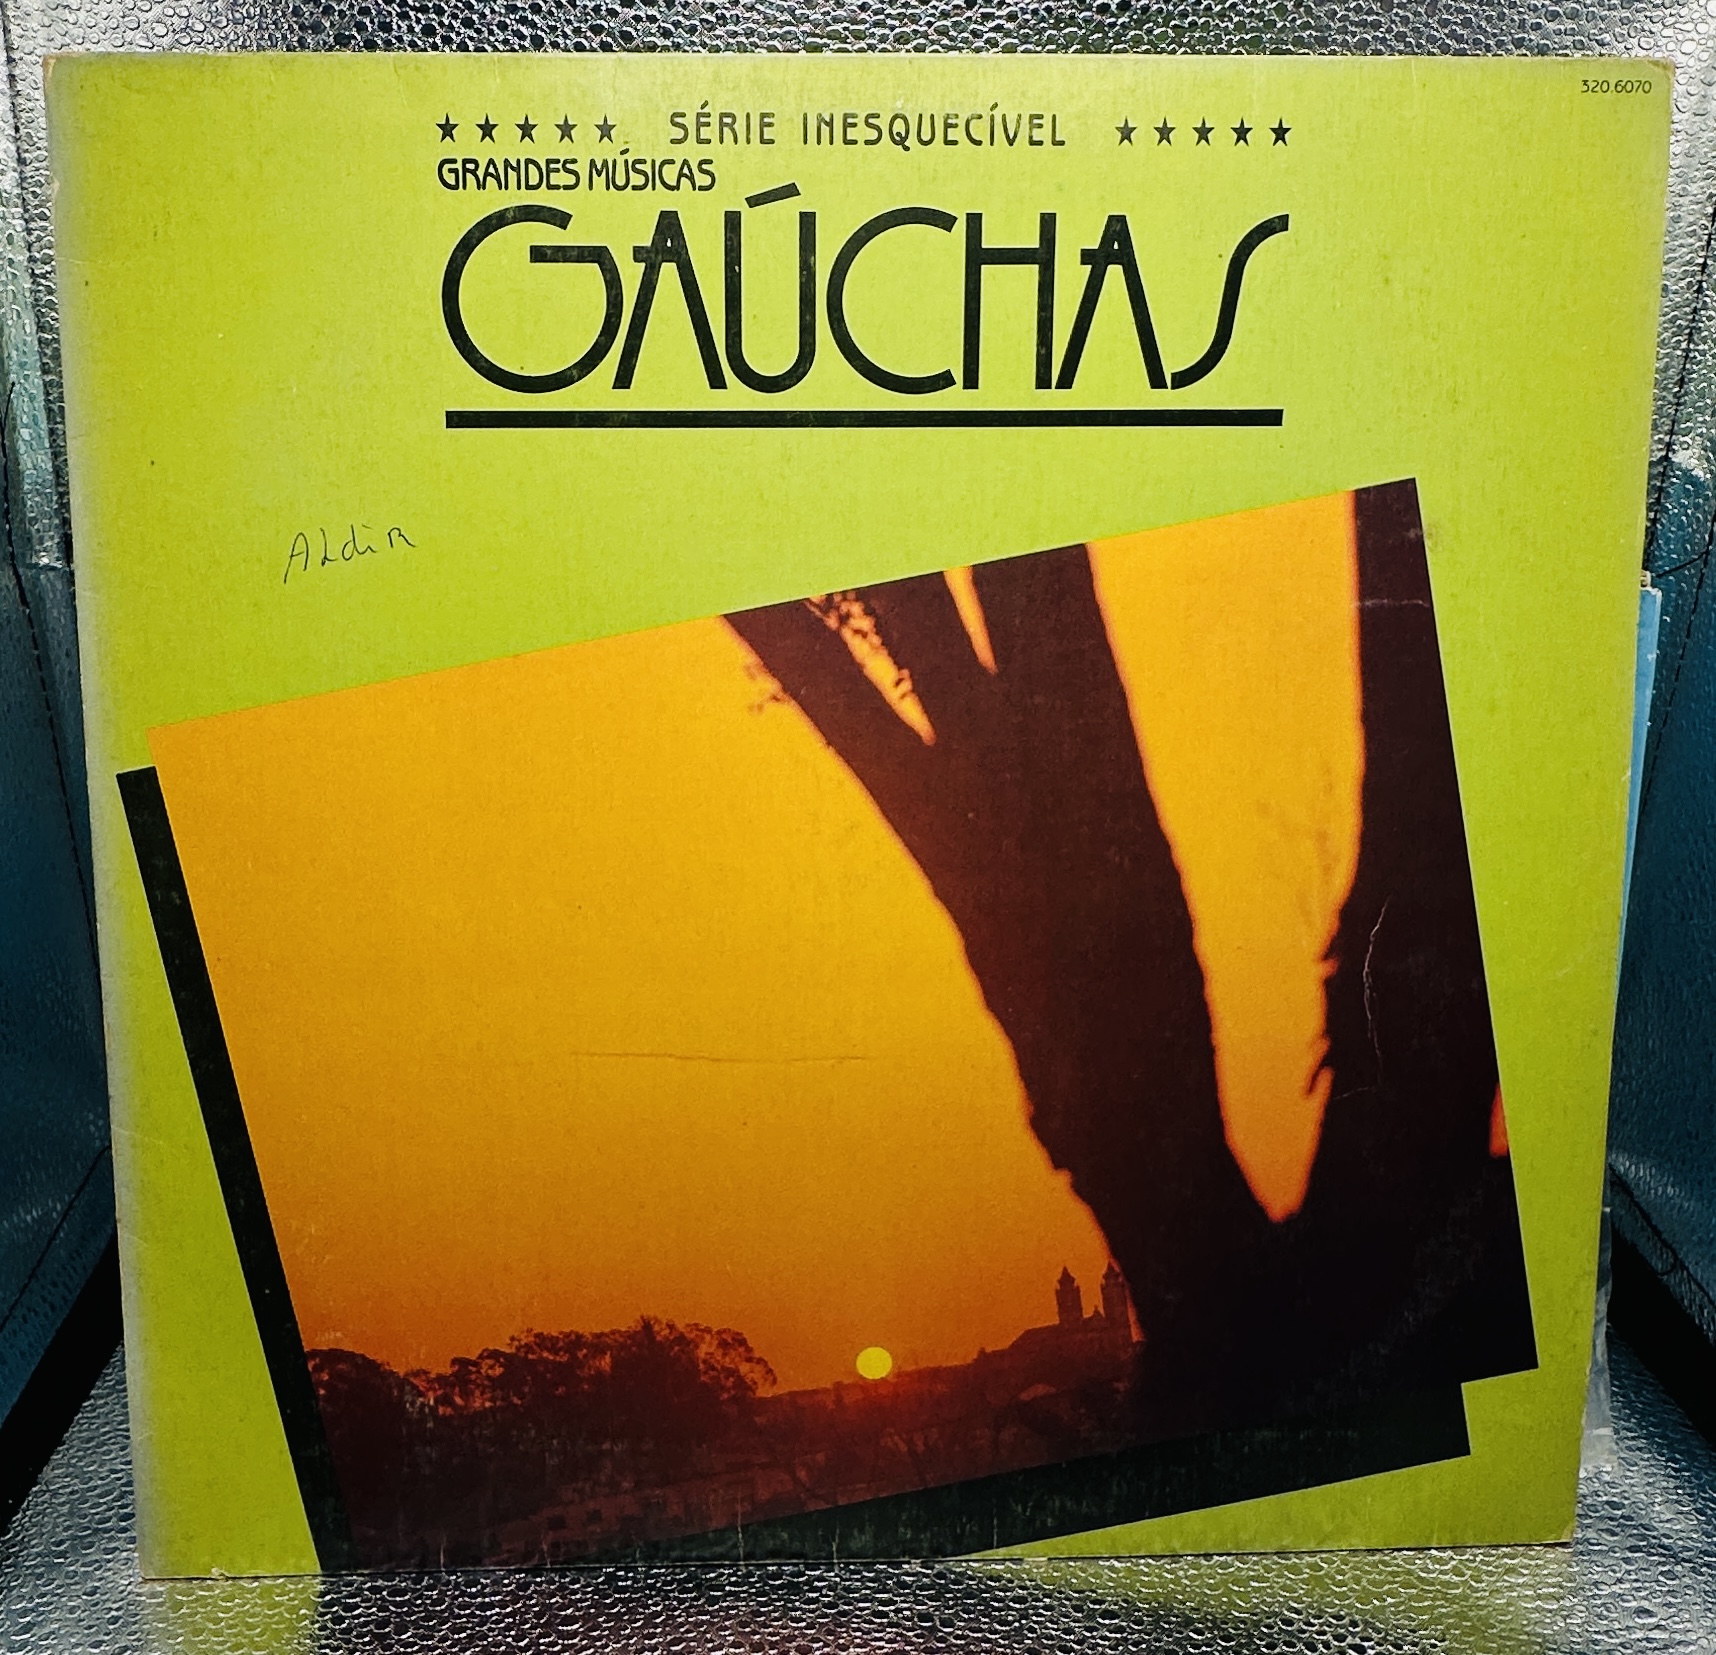 320.6070
★★★★★ SÉRIE INESQUECÍVEL ★★★★★
GRANDES MÚSICAS
GAÚCHAS
Aldir